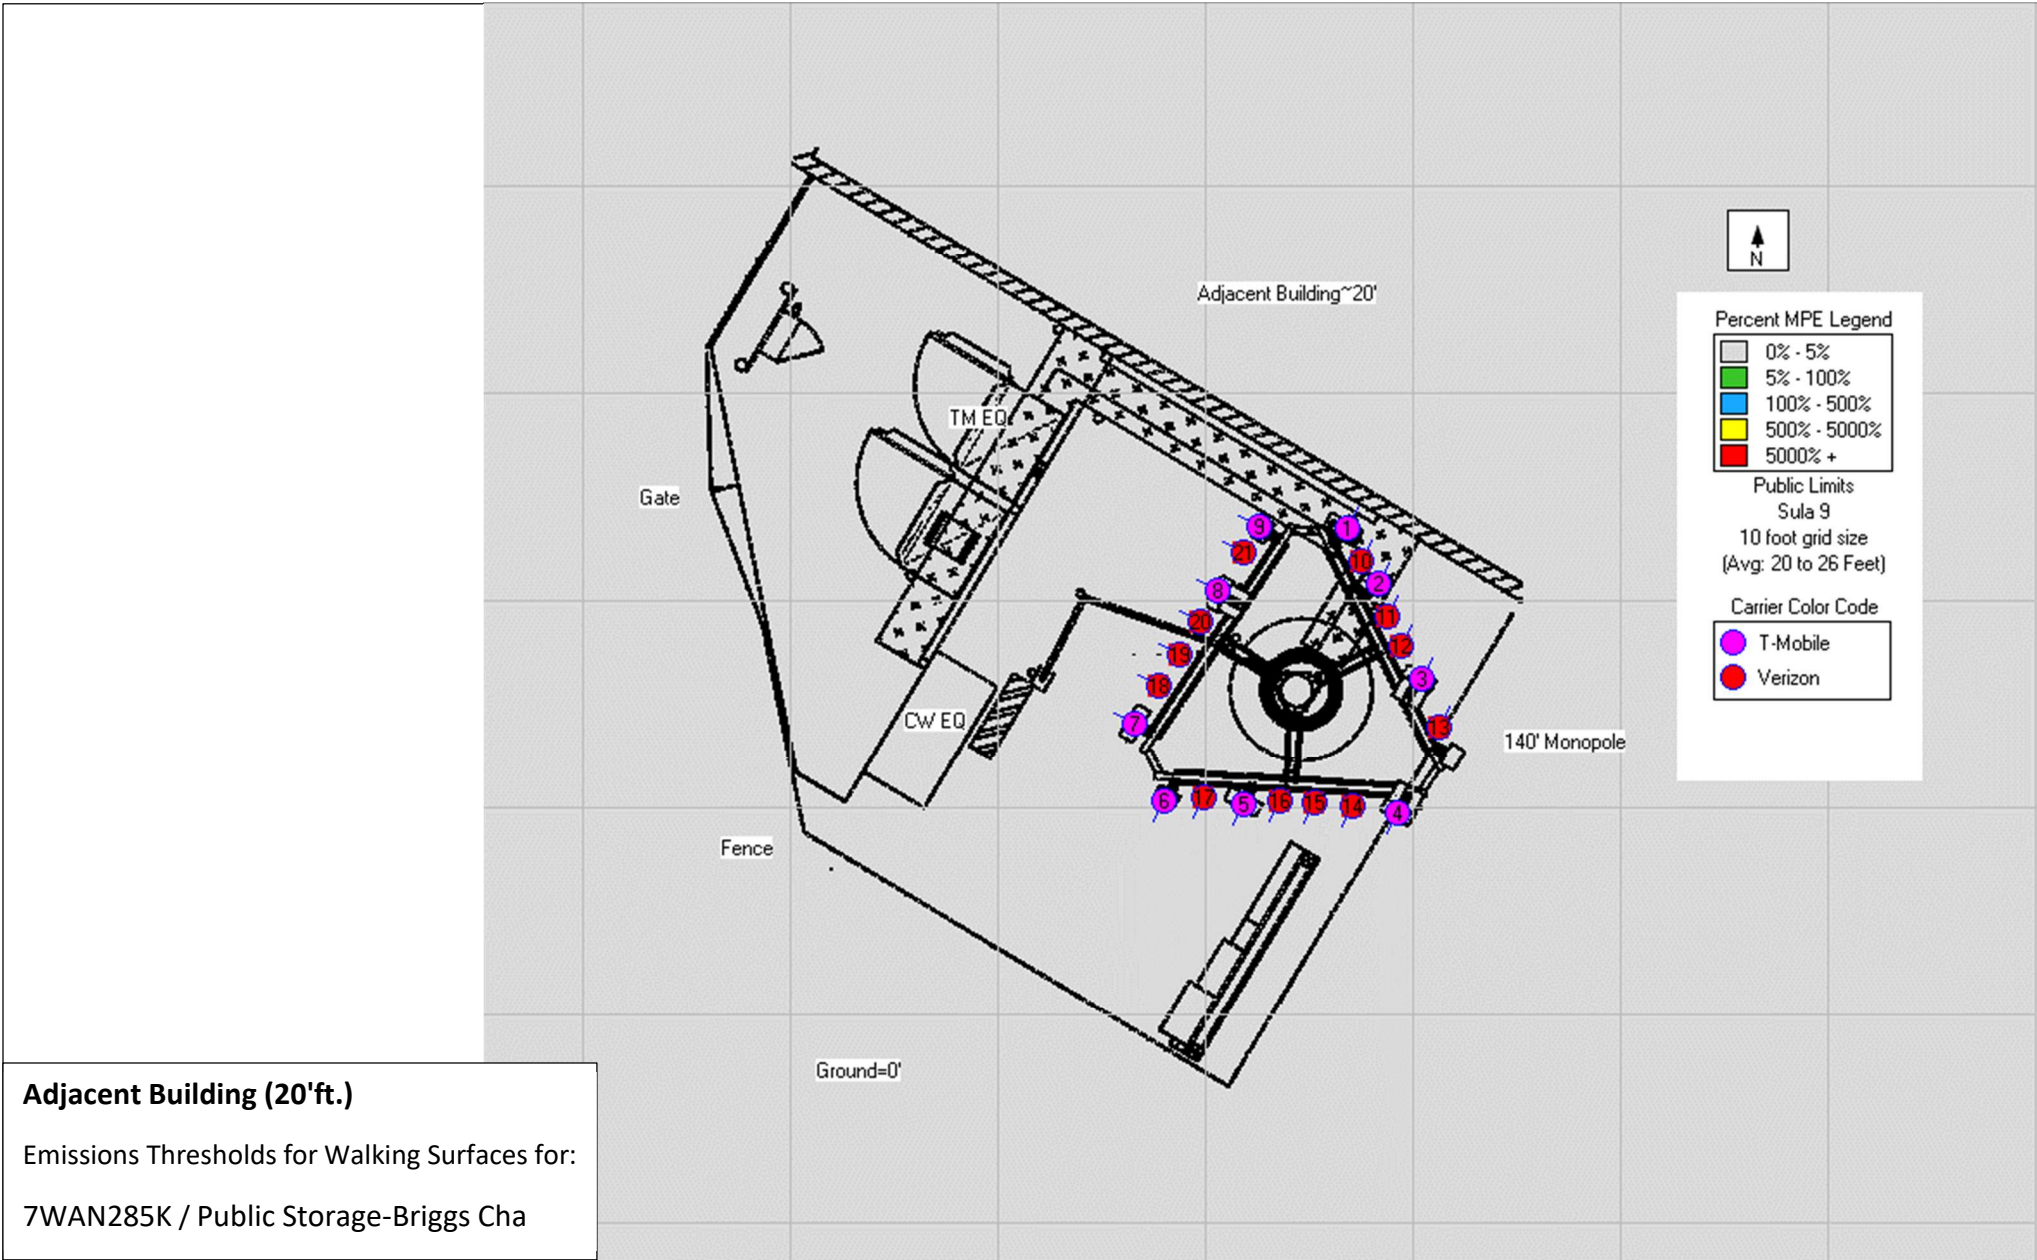 N
Adjacent Building~20'
Percent MPE Legend
0% - 5%
5% - 100%
100% - 500%
500% - 5000%
5000% +
Public Limits
Sula 9
10 foot grid size
(Avg: 20 to 26 Feet)
Carrier Color Code
T-Mobile
Verizon
TM EQ
Gate
9
1
21
10
8
2
20
11
19
12
18
3
7
13
CW EQ
140' Monopole
6
17
5
16
15
14
4
Fence
Ground=0'
Adjacent Building (20'ft.)
Emissions Thresholds for Walking Surfaces for:
7WAN285K / Public Storage-Briggs Cha